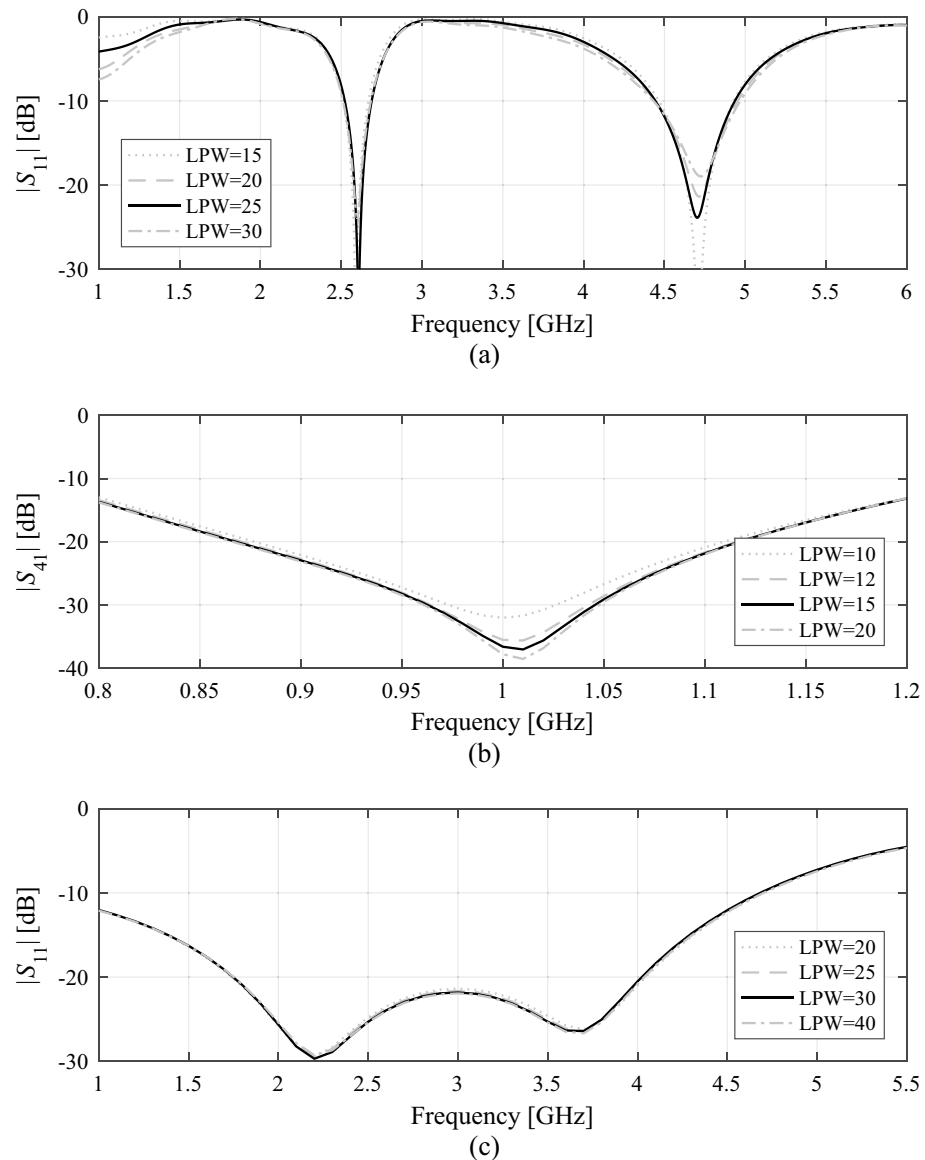 0
-10
-20
-30
|S11| [dB]
LPW=15
LPW=20
LPW=25
LPW=30
1 1.5 2 2.5 3 3.5 4 4.5 5 5.5 6
Frequency [GHz]
(a)
0
-10
-20
-30
-40
|S41| [dB]
LPW=10
LPW=12
LPW=15
LPW=20
0.8 0.85 0.9 0.95 1 1.05 1.1 1.15 1.2
Frequency [GHz]
(b)
0
-10
-20
-30
|S11| [dB]
LPW=20
LPW=25
LPW=30
LPW=40
1 1.5 2 2.5 3 3.5 4 4.5 5 5.5
Frequency [GHz]
(c)